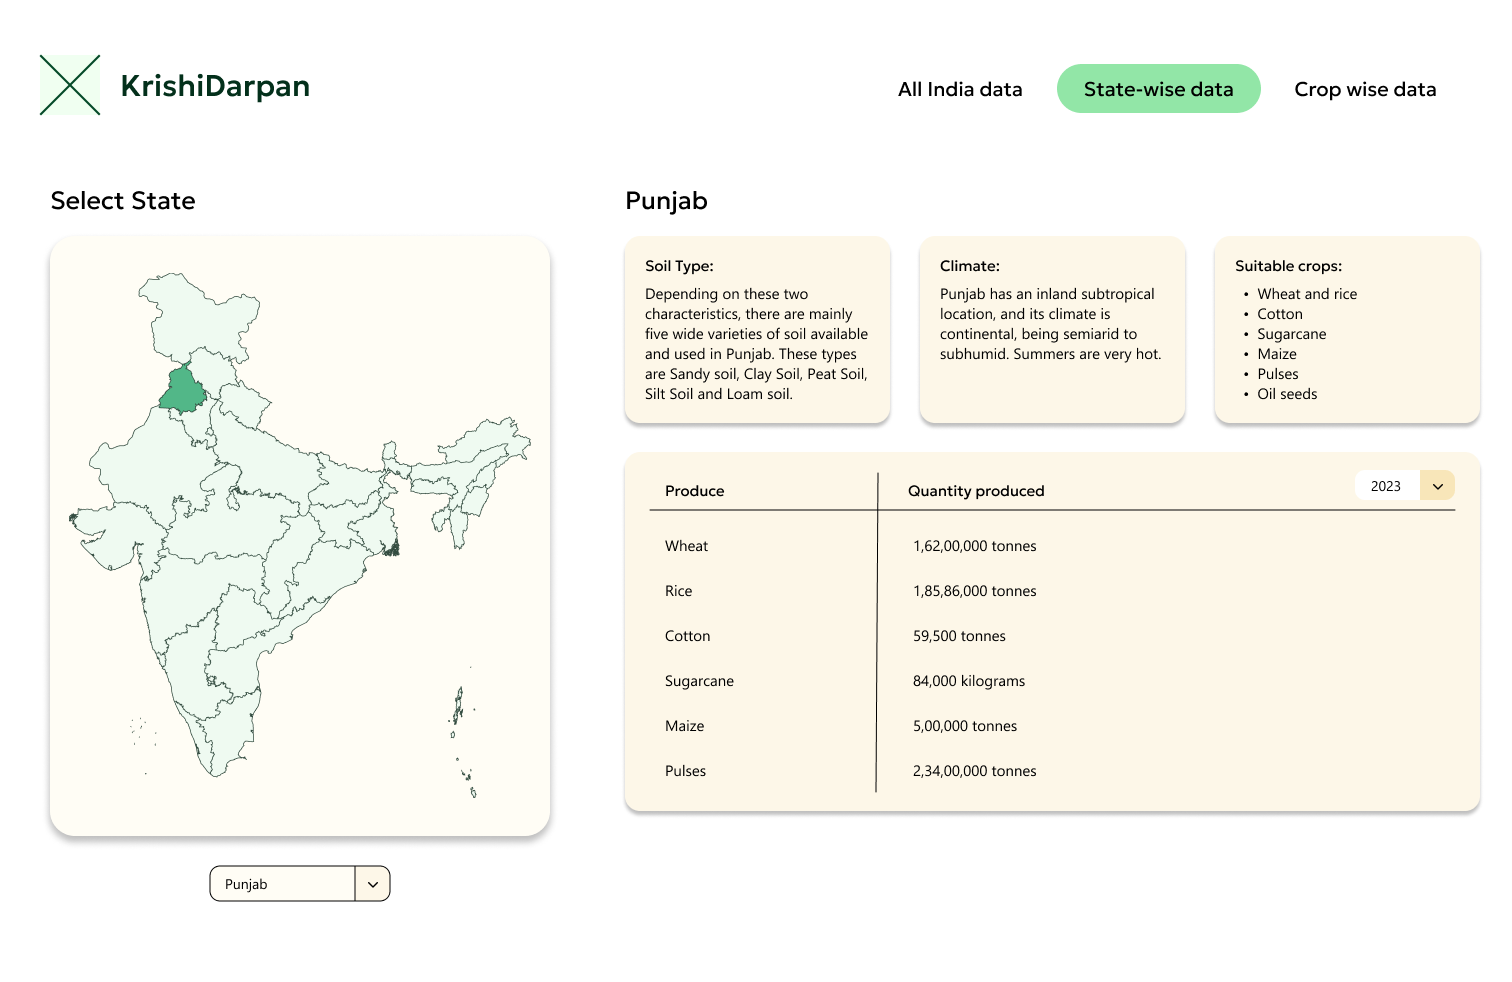 KrishiDarpan
All India data
State-wise data
Crop wise data
Select State
Punjab
Punjab
Soil Type:
Depending on these two
characteristics, there are mainly
five wide varieties of soil available
and used in Punjab. These types
are Sandy soil, Clay Soil, Peat Soil,
Silt Soil and Loam soil.
Climate:
Punjab has an inland subtropical
location, and its climate is
continental, being semiarid to
subhumid. Summers are very hot.
Suitable crops:
• Wheat and rice
• Cotton
• Sugarcane
• Maize
• Pulses
• Oil seeds
Produce Quantity produced 2023
Wheat 1,62,00,000 tonnes
Rice 1,85,86,000 tonnes
Cotton 59,500 tonnes
Sugarcane 84,000 kilograms
Maize 5,00,000 tonnes
Pulses 2,34,00,000 tonnes